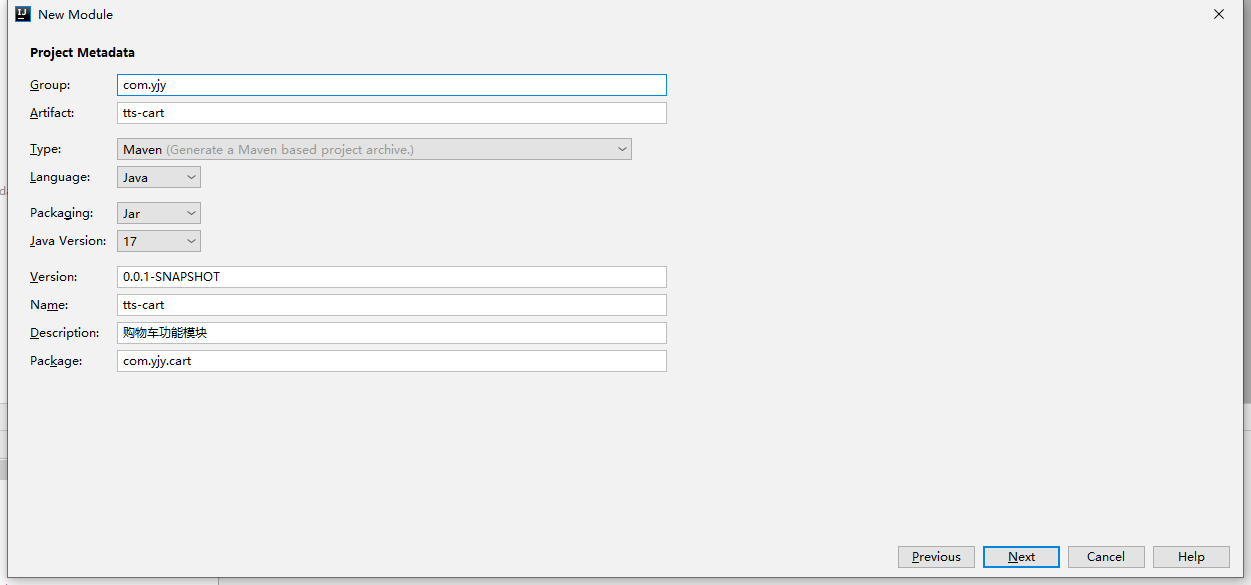 New Module
Project Metadata
Group: com.yjy
Artifact: tts-cart
Type: Maven (Generate a Maven based project archive.)
Language: Java
Packaging: Jar
Java Version: 17
Version: 0.0.1-SNAPSHOT
Name: tts-cart
Description: 购物车功能模块
Package: com.yjy.cart
Previous Next Cancel Help